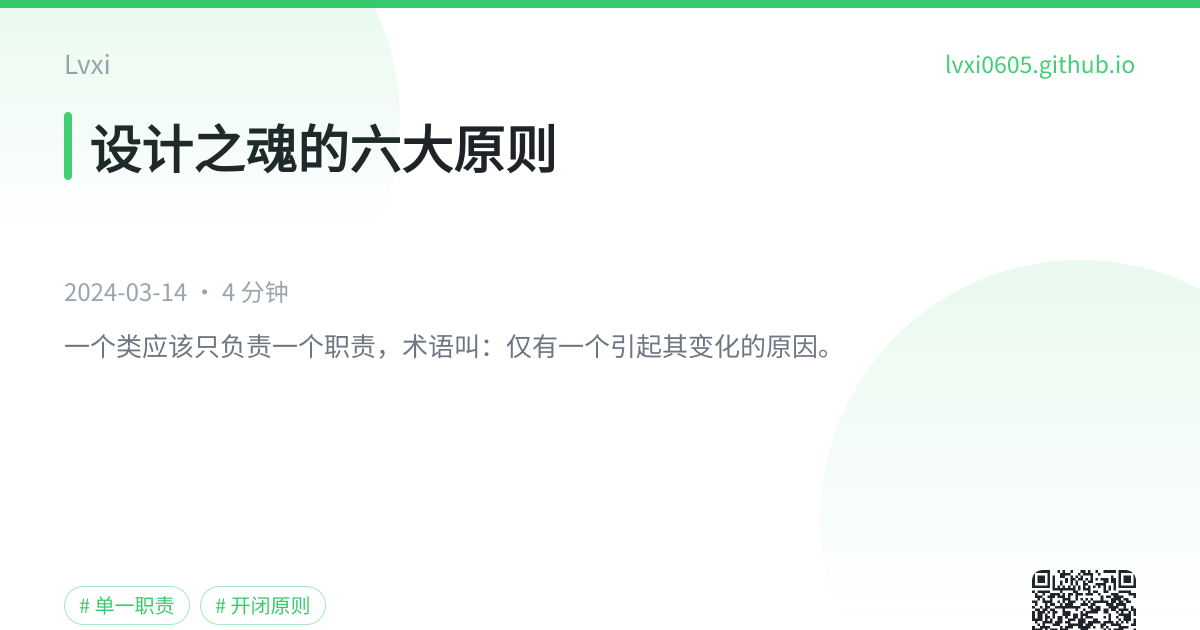 Lvxi
lvxi0605.github.io
设计之魂的六大原则
2024-03-14 · 4 分钟
一个类应该只负责一个职责，术语叫：仅有一个引起其变化的原因。
# 单一职责
# 开闭原则